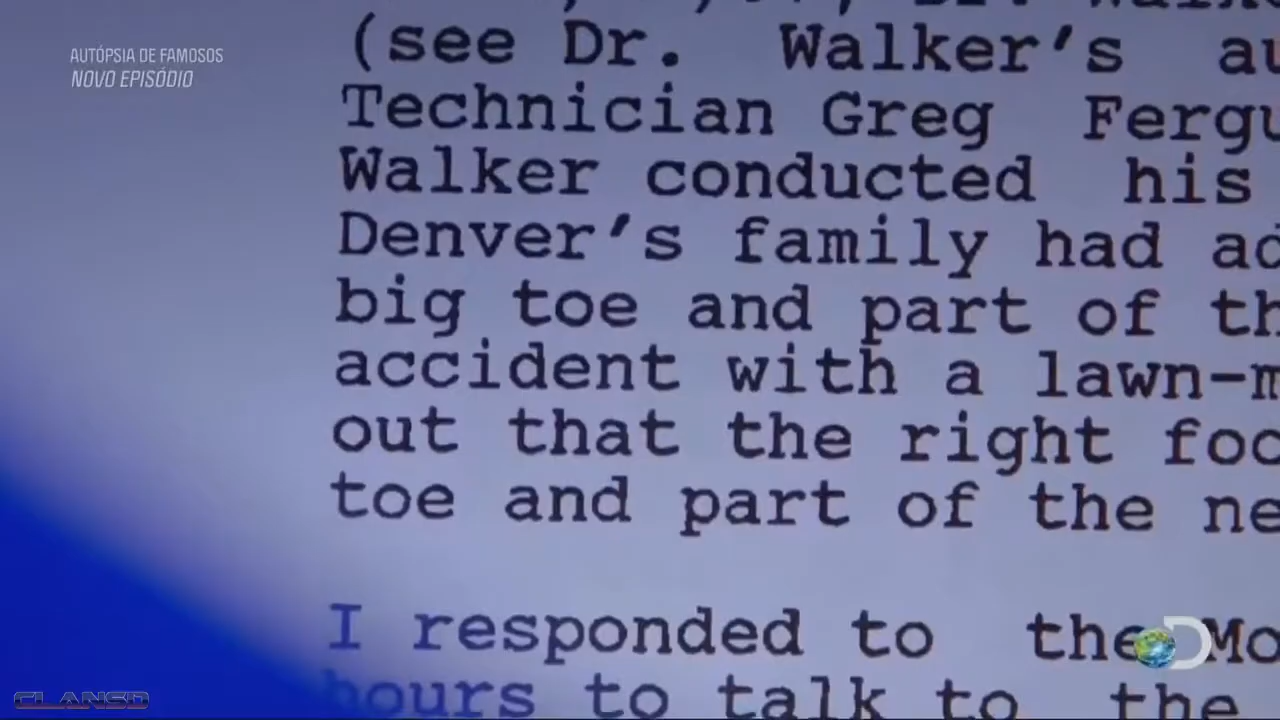 AUTÓPSIA DE FAMOSOS
NOVO EPISÓDIO
(see Dr. Walker's
Technician Greg
Walker conducted his
Denver's family had
big toe and part of
accident with a
out that the right
toe and part of the
I responded to the
hours to talk to the
CLANSD